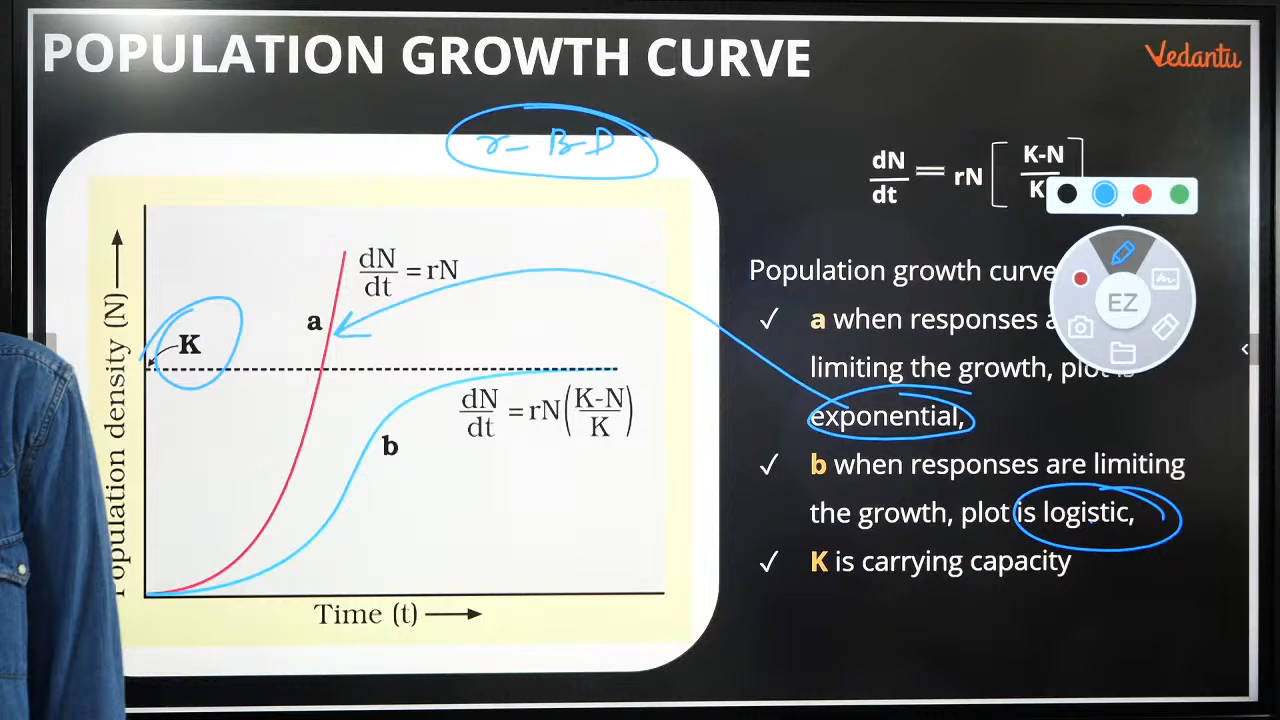 POPULATION GROWTH CURVE
Vedantu
r- B-D
dN/dt = rN [K-N/K]
EZ
Population density (N)
K
a
dN/dt = rN
b
dN/dt = rN(K-N/K)
Time (t)
Population growth curve
✓ a when responses
limiting the growth, plot is
exponential,
✓ b when responses are limiting
the growth, plot is logistic,
✓ K is carrying capacity